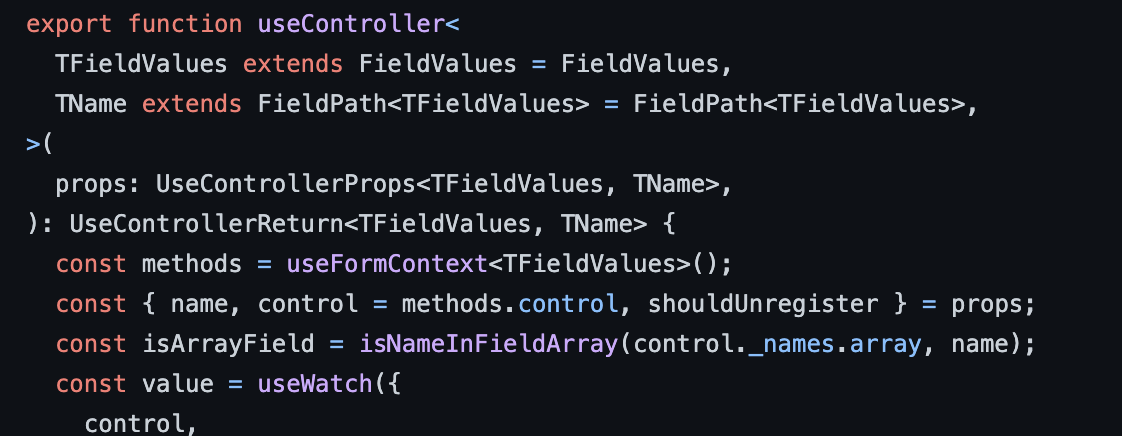 export function useController<
  TFieldValues extends FieldValues = FieldValues,
  TName extends FieldPath<TFieldValues> = FieldPath<TFieldValues>,
>(
  props: UseControllerProps<TFieldValues, TName>,
): UseControllerReturn<TFieldValues, TName> {
  const methods = useFormContext<TFieldValues>();
  const { name, control = methods.control, shouldUnregister } = props;
  const isArrayField = isNameInFieldArray(control._names.array, name);
  const value = useWatch({
    control,